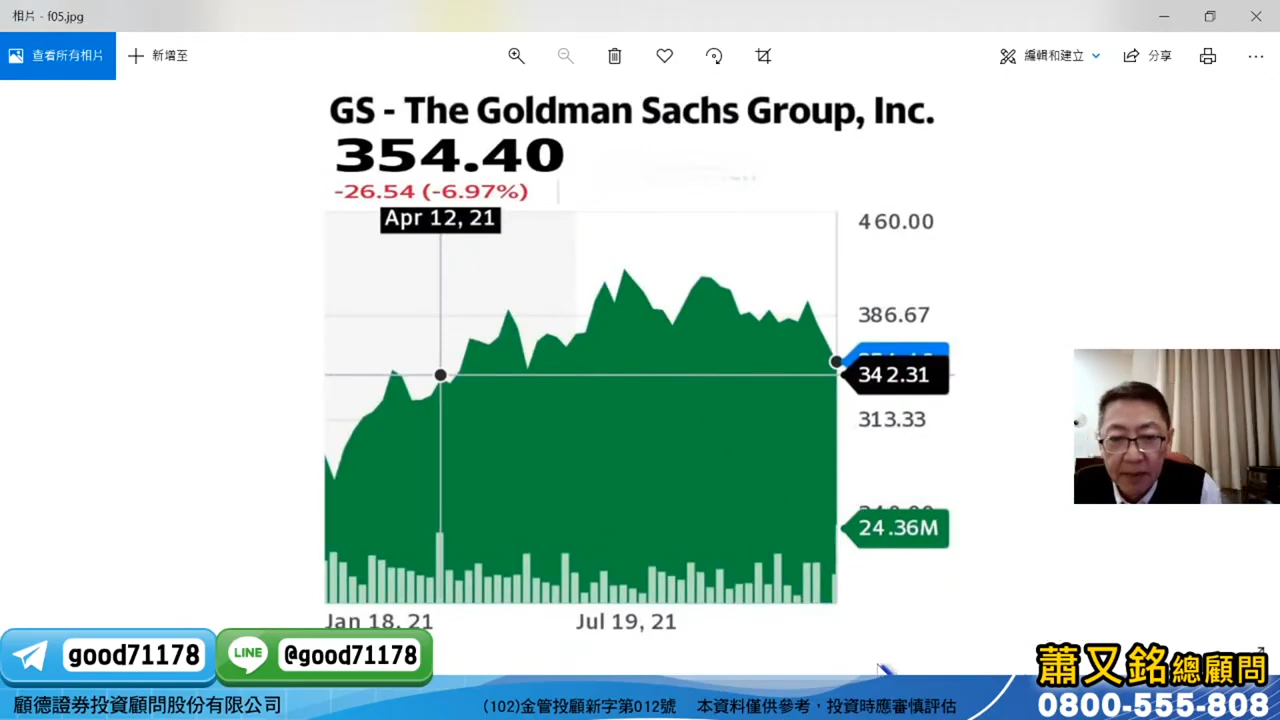 相片 - f05.jpg
查看所有相片
新增至
編輯和建立
分享
GS - The Goldman Sachs Group, Inc.
354.40
-26.54 (-6.97%)
Apr 12, 21
460.00
386.67
342.31
313.33
24.36M
Jan 18, 21
Jul 19, 21
good71178
LINE
@good71178
蕭又銘總顧問
顧德證券投資顧問股份有限公司
(102)金管投顧新字第012號
本資料僅供參考，投資時應審慎評估
0800-555-808